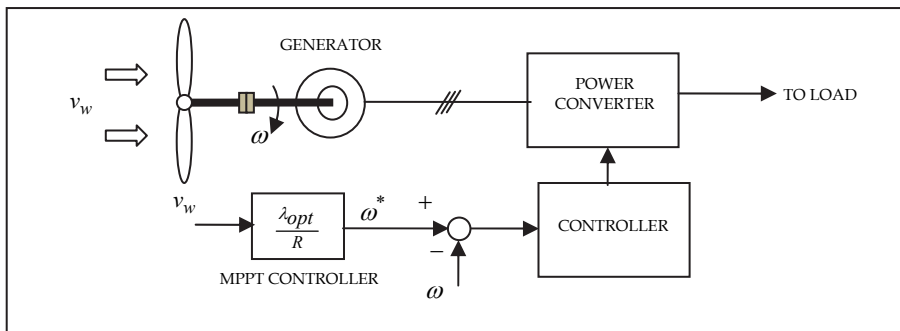 GENERATOR
POWER
CONVERTER
TO LOAD
v_w
ω
v_w
λ_opt
R
ω*
+
−
ω
CONTROLLER
MPPT CONTROLLER